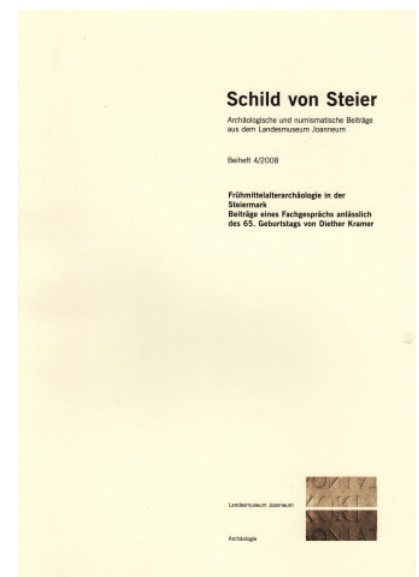 Schild von Steier
Archäologische und numismatische Beiträge
aus dem Landesmuseum Joanneum
Beiheft 4/2008
Frühmittelalterarchäologie in der
Steiermark
Beiträge eines Fachgesprächs anlässlich
des 65. Geburtstags von Diether Kramer
Landesmuseum Joanneum
Archäologie